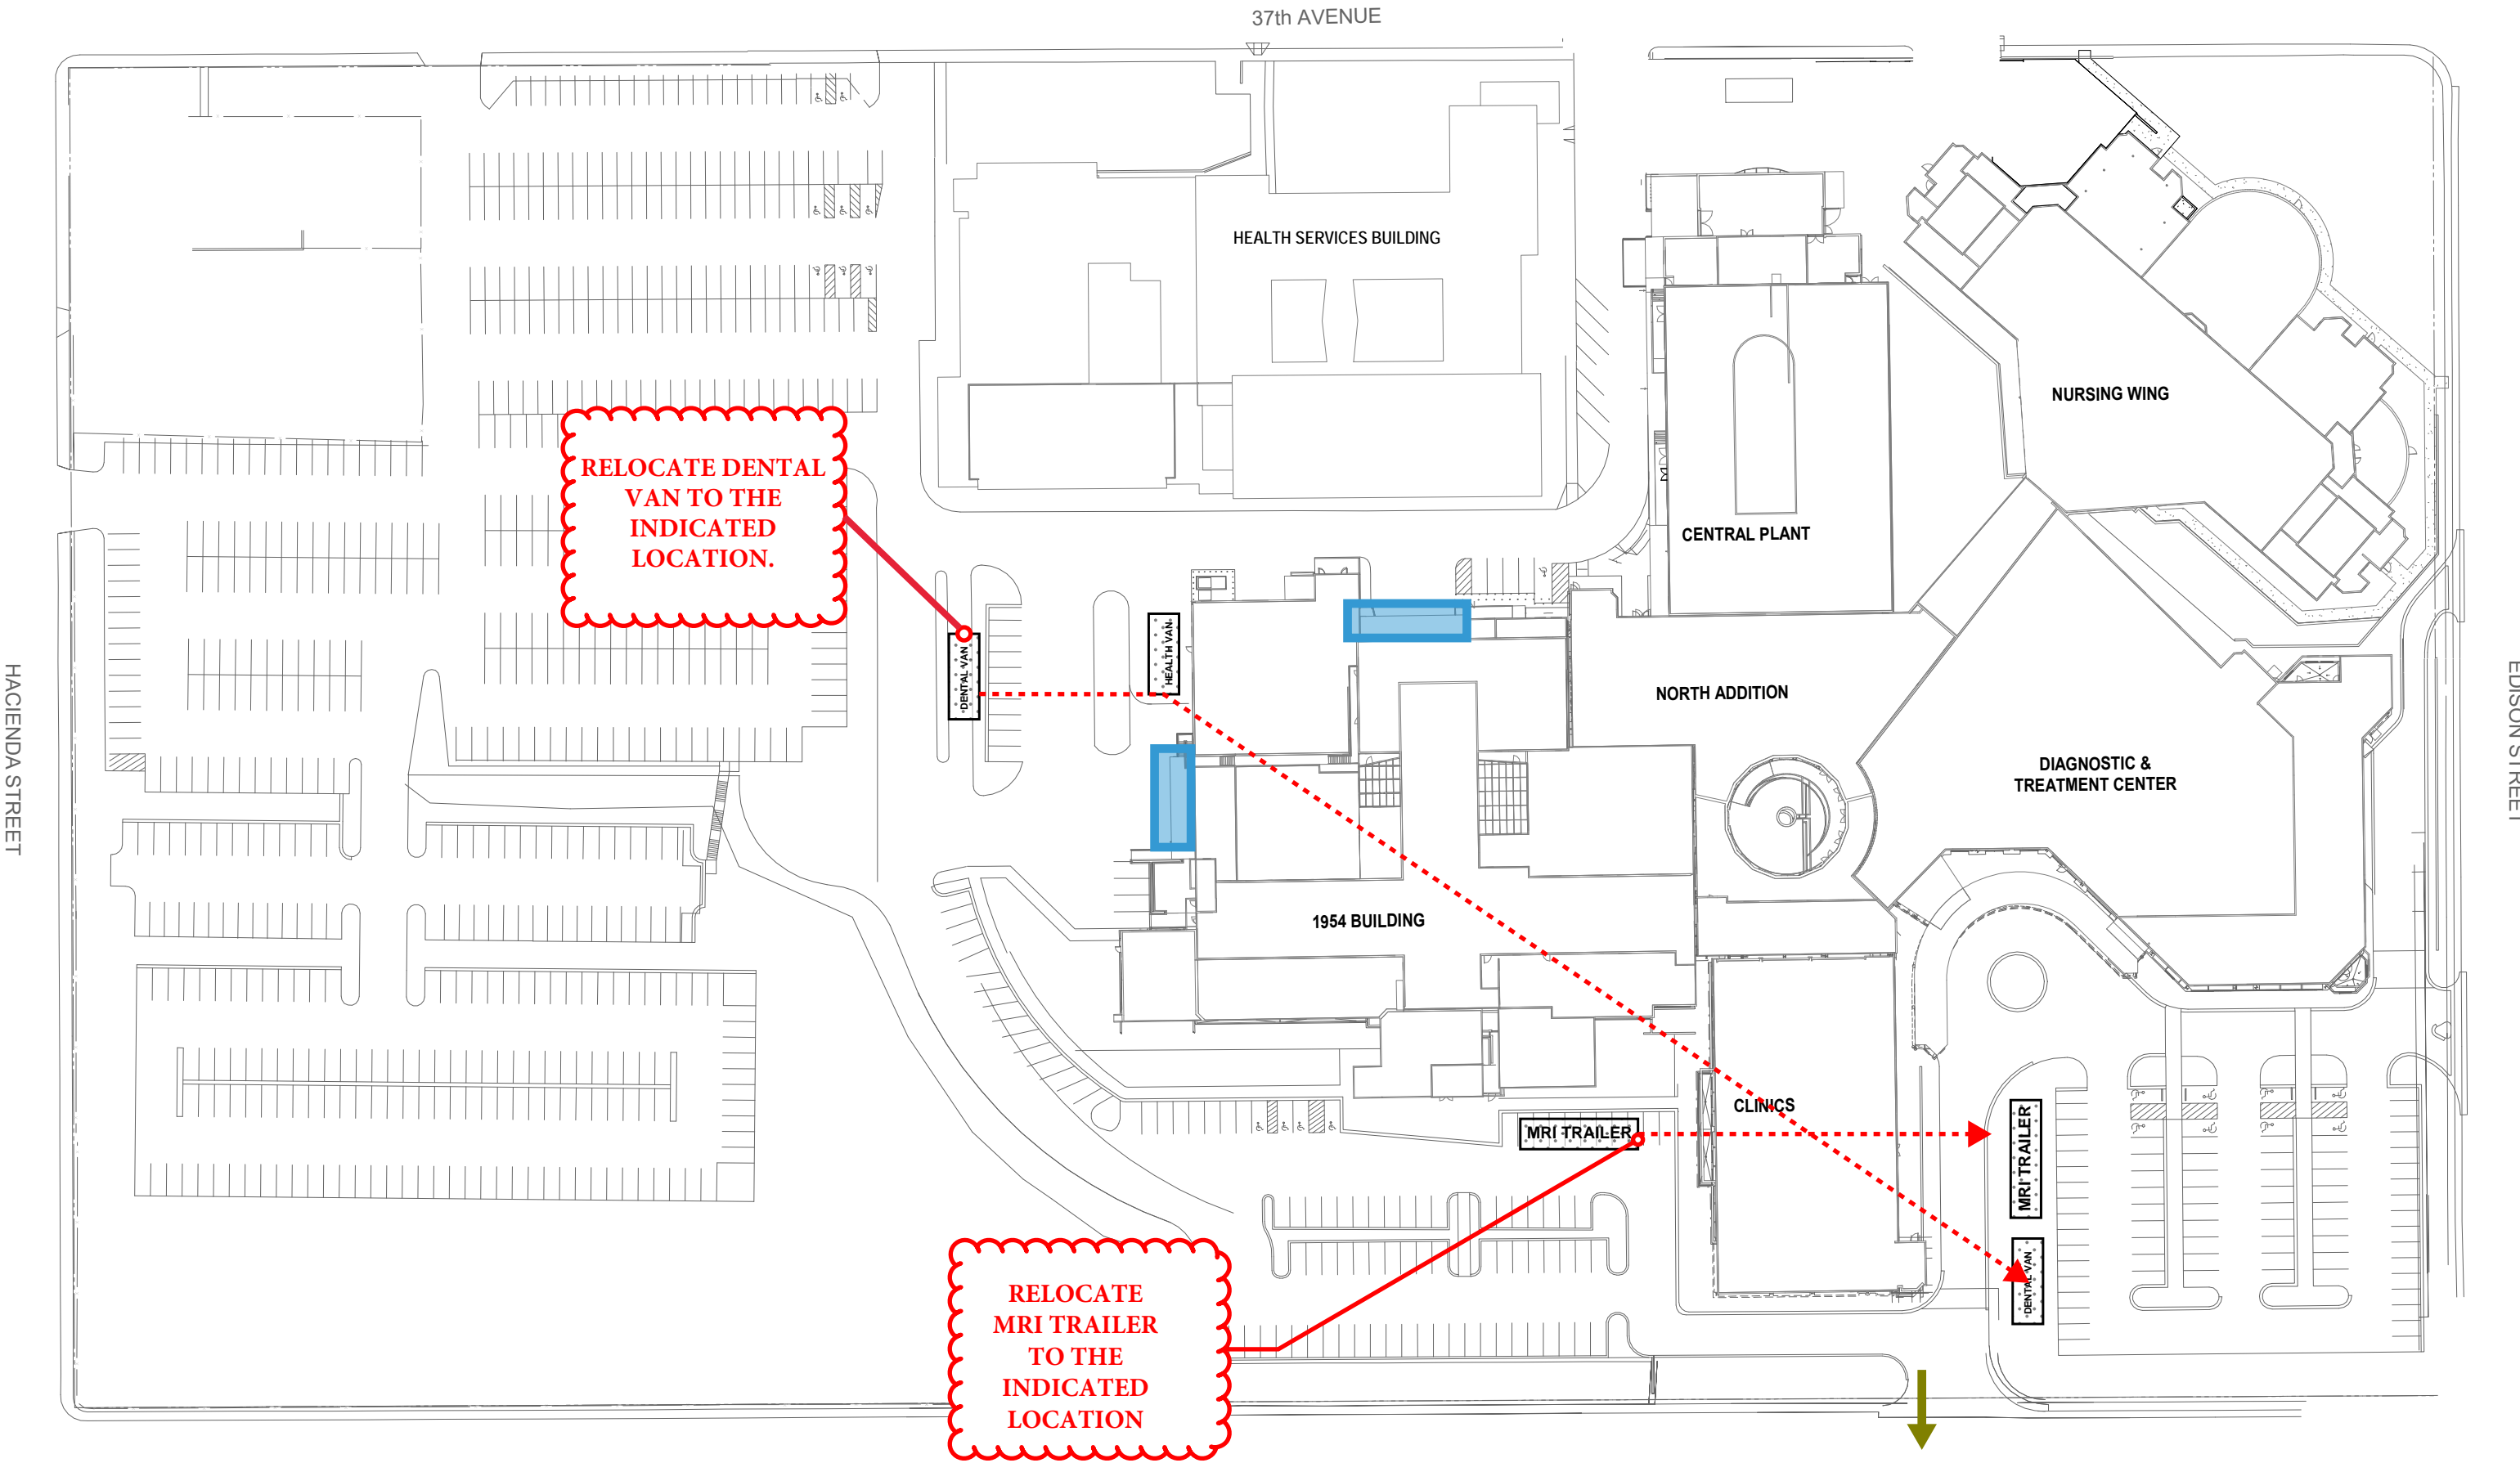 37th AVENUE
HEALTH SERVICES BUILDING
NURSING WING
RELOCATE DENTAL
VAN TO THE
INDICATED
LOCATION.
CENTRAL PLANT
DENTAL VAN
HEALTH VAN
NORTH ADDITION
HACIENDA STREET
EDISON STREET
DIAGNOSTIC &
TREATMENT CENTER
1954 BUILDING
CLINICS
MRI TRAILER
MRI TRAILER
DENTAL VAN
RELOCATE
MRI TRAILER
TO THE
INDICATED
LOCATION